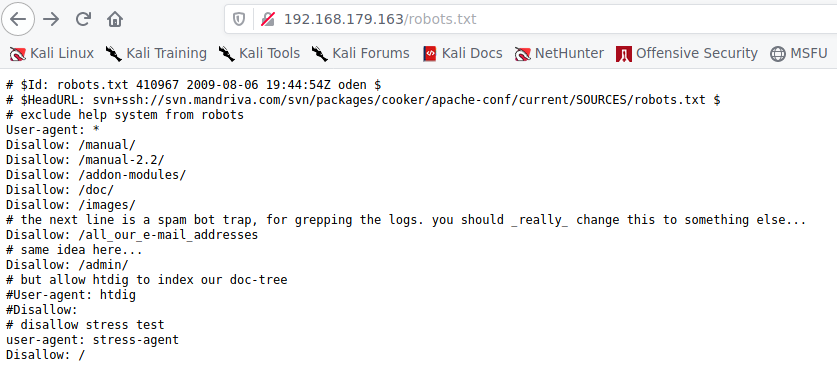 192.168.179.163/robots.txt
Kali Linux Kali Training Kali Tools Kali Forums Kali Docs NetHunter Offensive Security MSFU
# $Id: robots.txt 410967 2009-08-06 19:44:54Z oden $
# $HeadURL: svn+ssh://svn.mandriva.com/svn/packages/cooker/apache-conf/current/SOURCES/robots.txt $
# exclude help system from robots
User-agent: *
Disallow: /manual/
Disallow: /manual-2.2/
Disallow: /addon-modules/
Disallow: /doc/
Disallow: /images/
# the next line is a spam bot trap, for grepping the logs. you should _really_ change this to something else...
Disallow: /all_our_e-mail_addresses
# same idea here...
Disallow: /admin/
# but allow htdig to index our doc-tree
#User-agent: htdig
#Disallow:
# disallow stress test
user-agent: stress-agent
Disallow: /